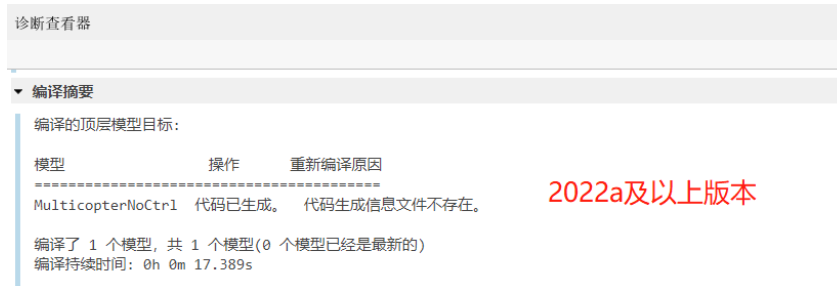 诊断查看器
编译摘要
编译的顶层模型目标:
模型 操作 重新编译原因
=========================================
MulticopterNoCtrl 代码已生成。 代码生成信息文件不存在。
2022a及以上版本
编译了 1 个模型, 共 1 个模型(0 个模型已经是最新的)
编译持续时间: 0h 0m 17.389s